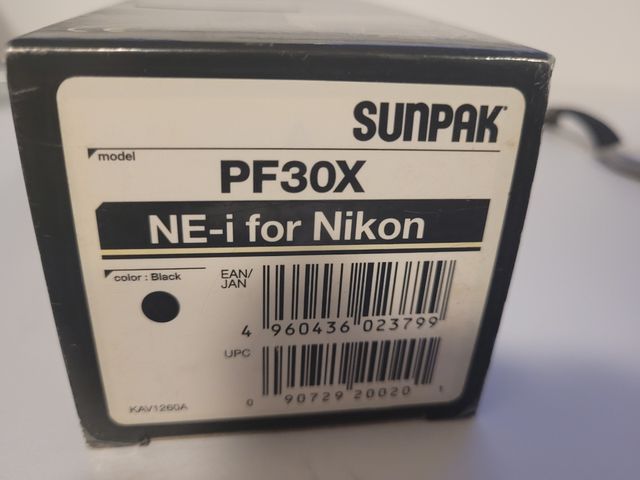 SUNPAK
model
PF30X
NE-i for Nikon
color : Black
EAN/
JAN
4 960436 023799
UPC
0 90729 20020 1
KAV1260A